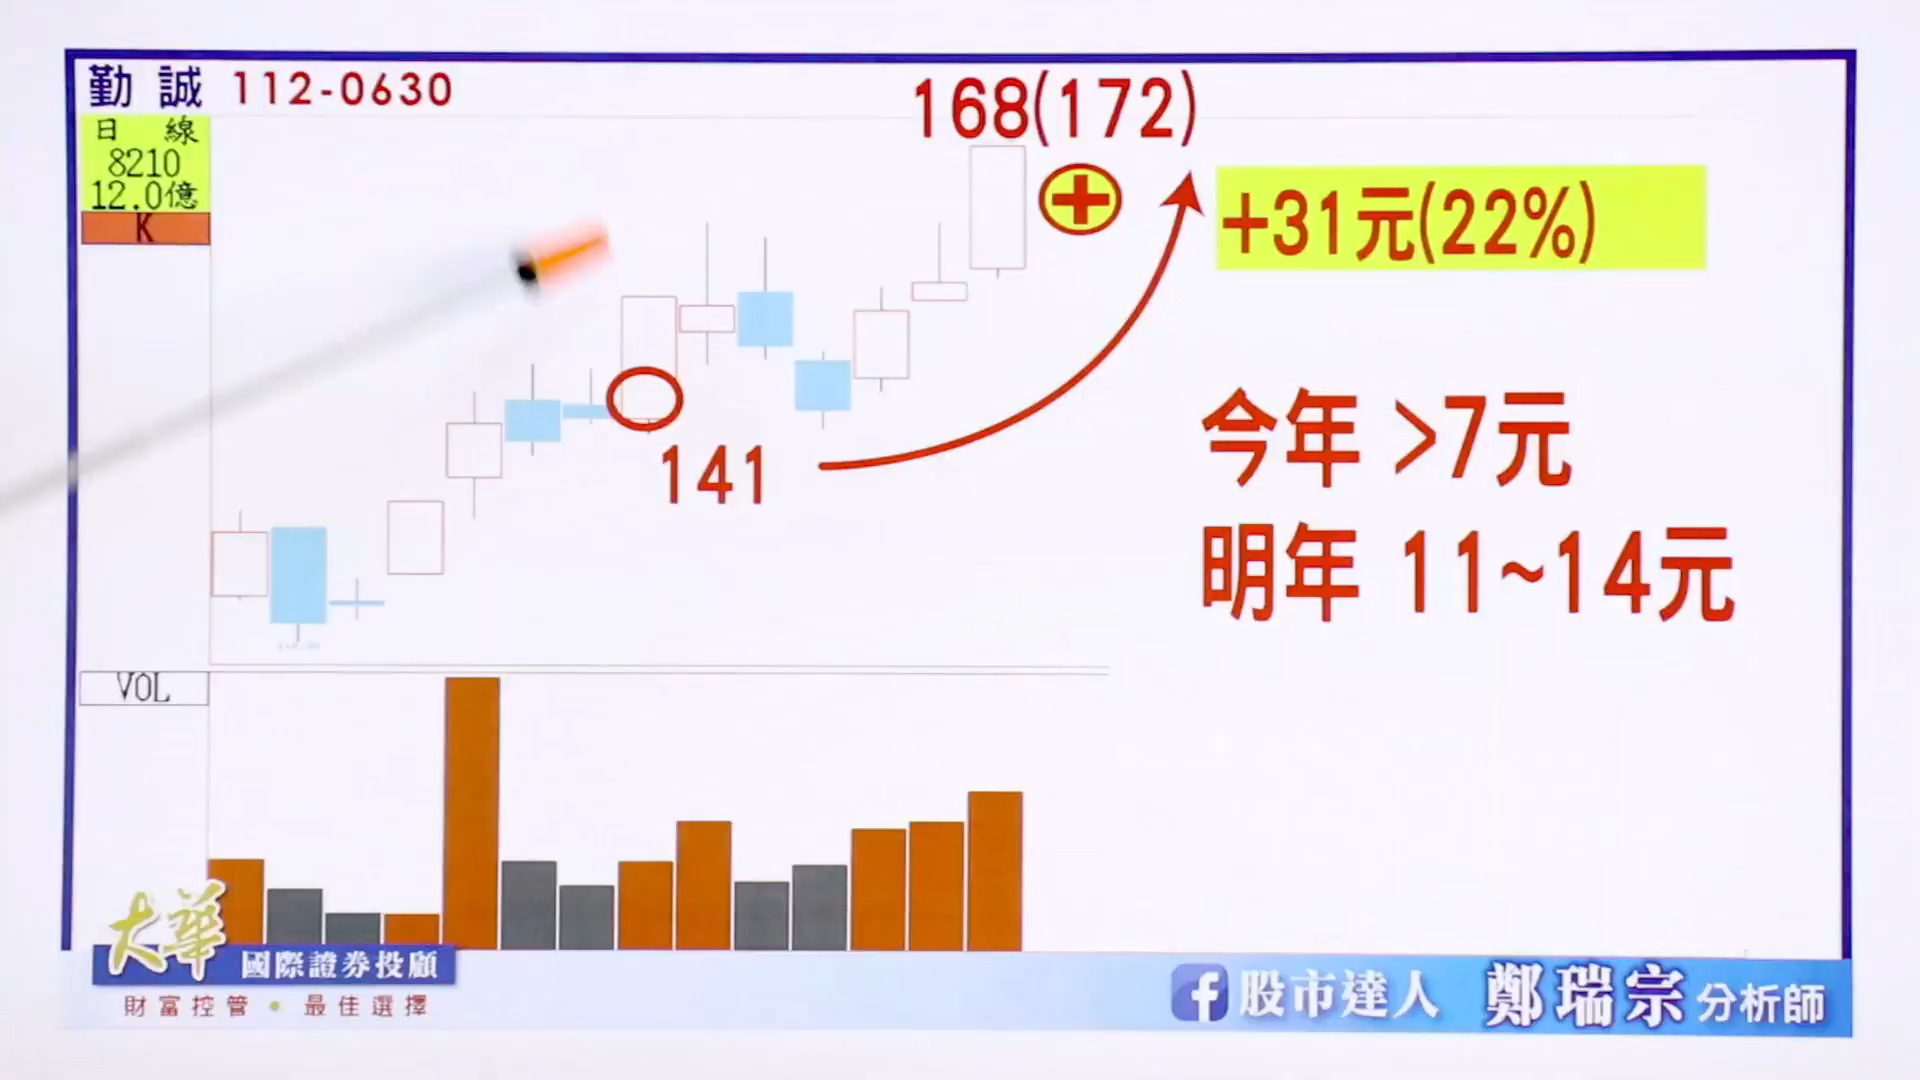 勤誠 112-0630
日線
8210
12.0億
K
168(172)
+31元(22%)
141
今年 >7元
明年 11~14元
VOL
大華
國際證券投顧
財富控管・最佳選擇
f 股市達人 鄭瑞宗 分析師